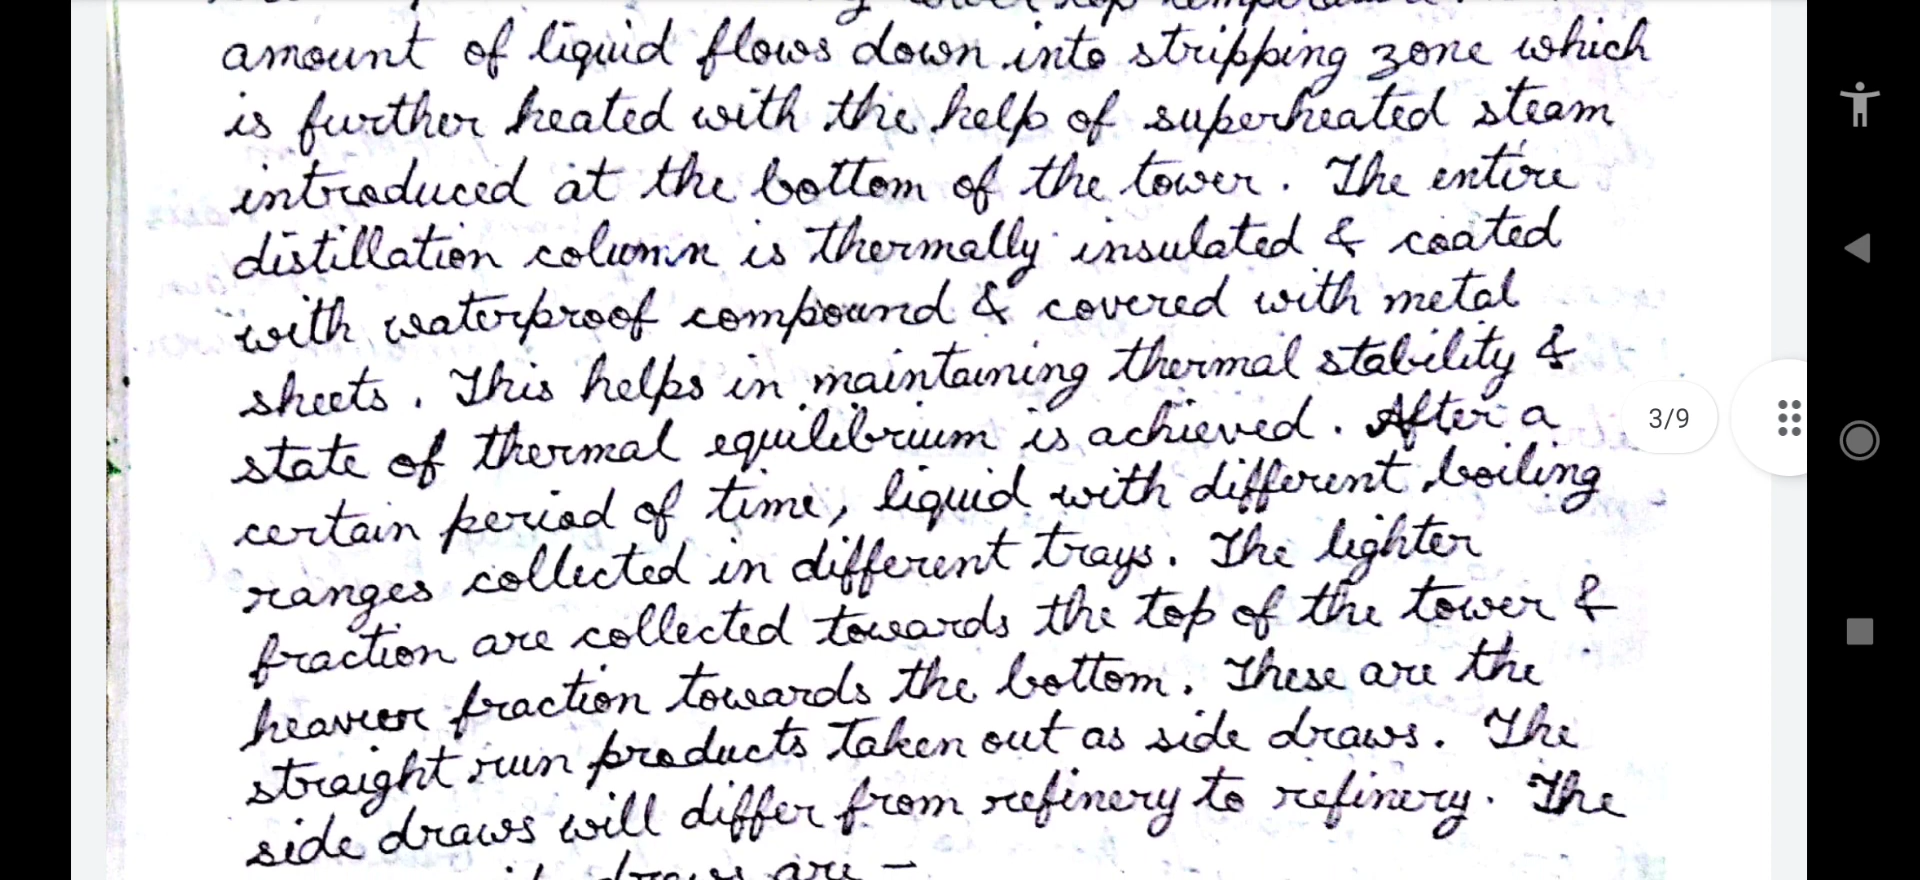 amount of liquid flows down into stripping zone which
is further heated with the help of superheated steam
introduced at the bottom of the tower. The entire
distillation column is thermally insulated & coated
with waterproof compound & covered with metal
sheets. This helps in maintaining thermal stability &
state of thermal equilibrium is achieved. After a
certain period of time, liquid with different boiling
ranges collected in different trays. The lighter
fraction are collected towards the top of the tower &
heavier fraction towards the bottom. These are the
straight run products taken out as side draws. The
side draws will differ from refinery to refinery. The
draws are -
3/9